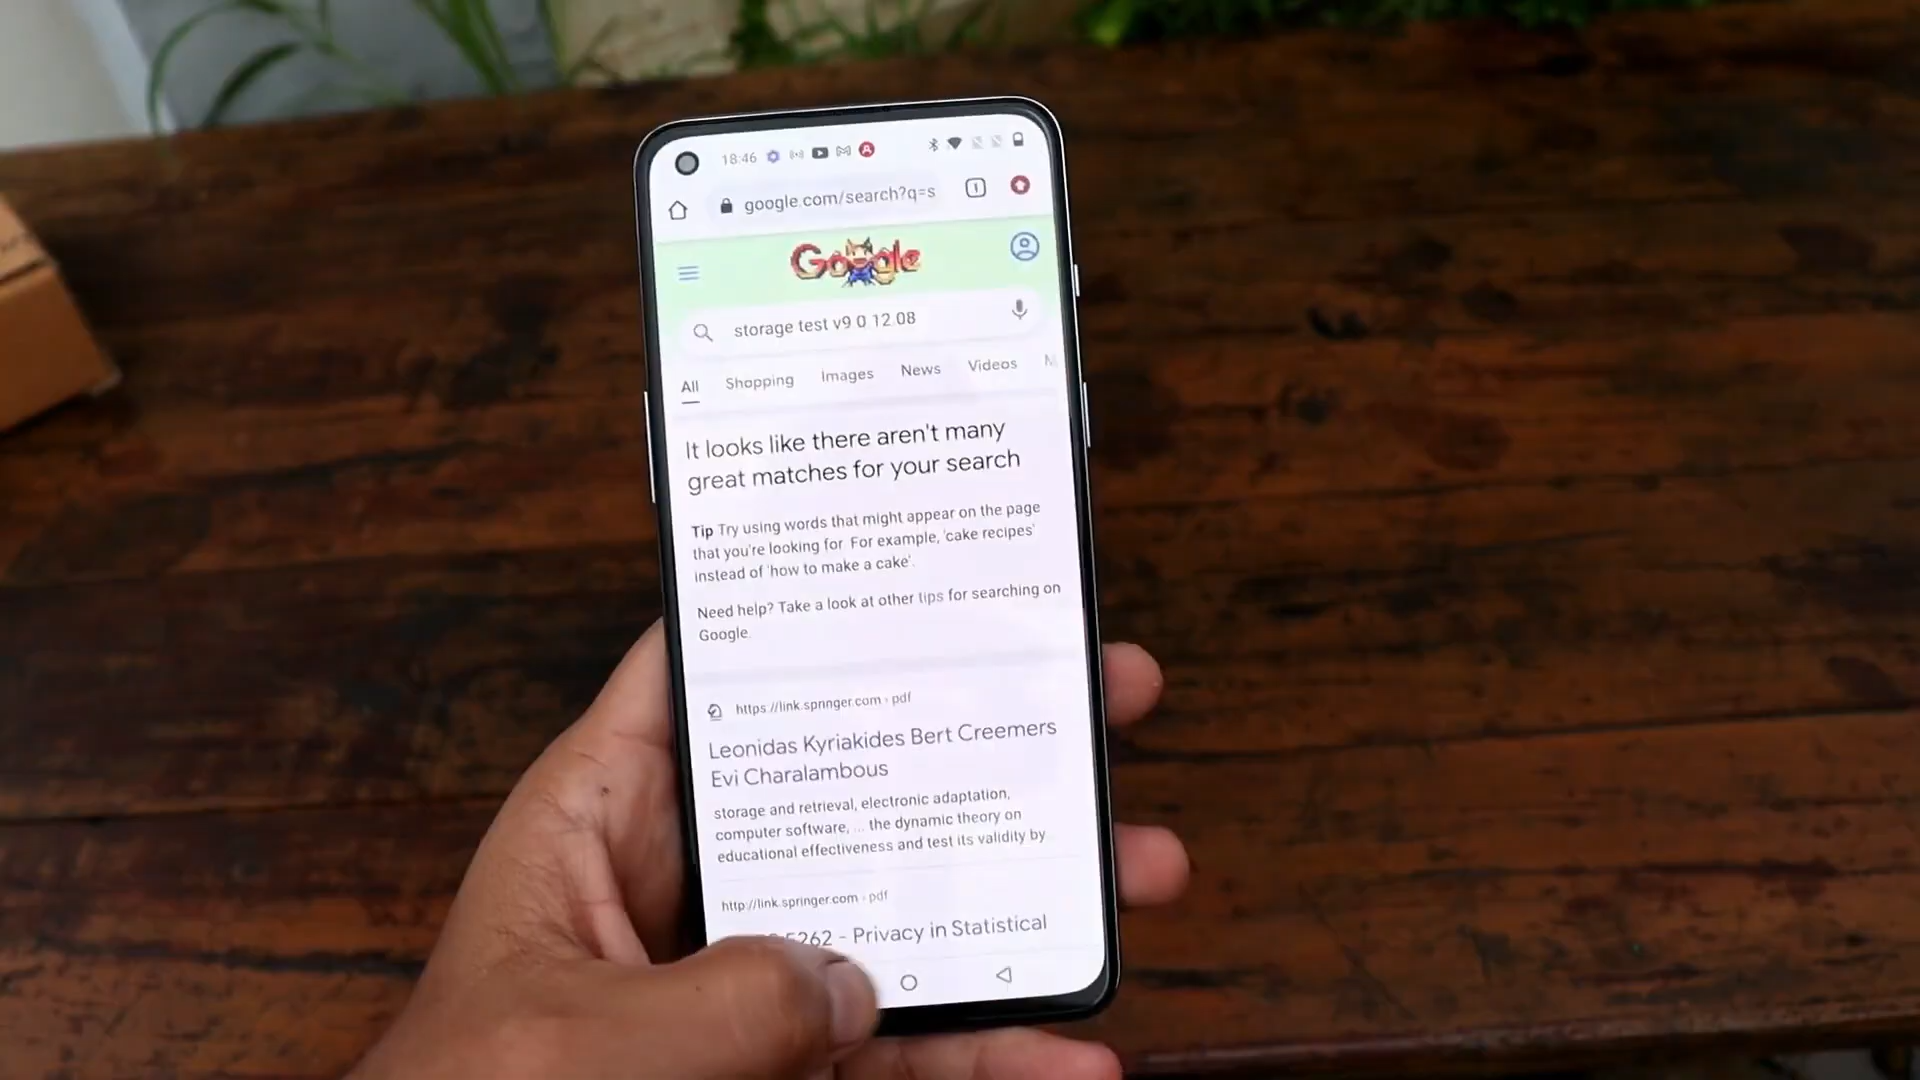 18:46
google.com/search?q=s
1
Google
storage test v9 0 12.08
All Shopping Images News Videos M
It looks like there aren't many
great matches for your search
Tip Try using words that might appear on the page
that you're looking for For example, 'cake recipes'
instead of 'how to make a cake'.
Need help? Take a look at other tips for searching on
Google
https://link.springer.com › pdf
Leonidas Kyriakides Bert Creemers
Evi Charalambous
storage and retrieval, electronic adaptation,
computer software, ... the dynamic theory on
educational effectiveness and test its validity by
http://link.springer.com › pdf
5262 - Privacy in Statistical